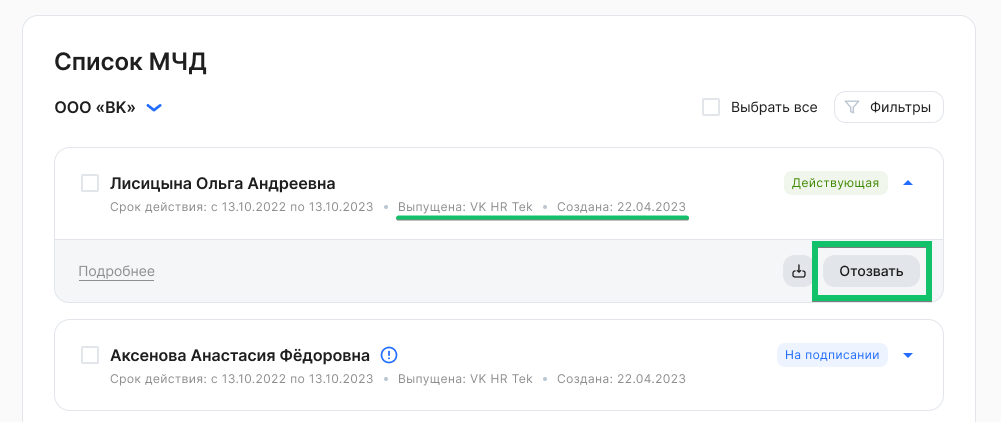 Список МЧД
ООО «ВК»
Выбрать все
Фильтры
Лисицына Ольга Андреевна
Действующая
Срок действия: с 13.10.2022 по 13.10.2023 • Выпущена: VK HR Tek • Создана: 22.04.2023
Подробнее
Отозвать
Аксенова Анастасия Фёдоровна
На подписании
Срок действия: с 13.10.2022 по 13.10.2023 • Выпущена: VK HR Tek • Создана: 22.04.2023